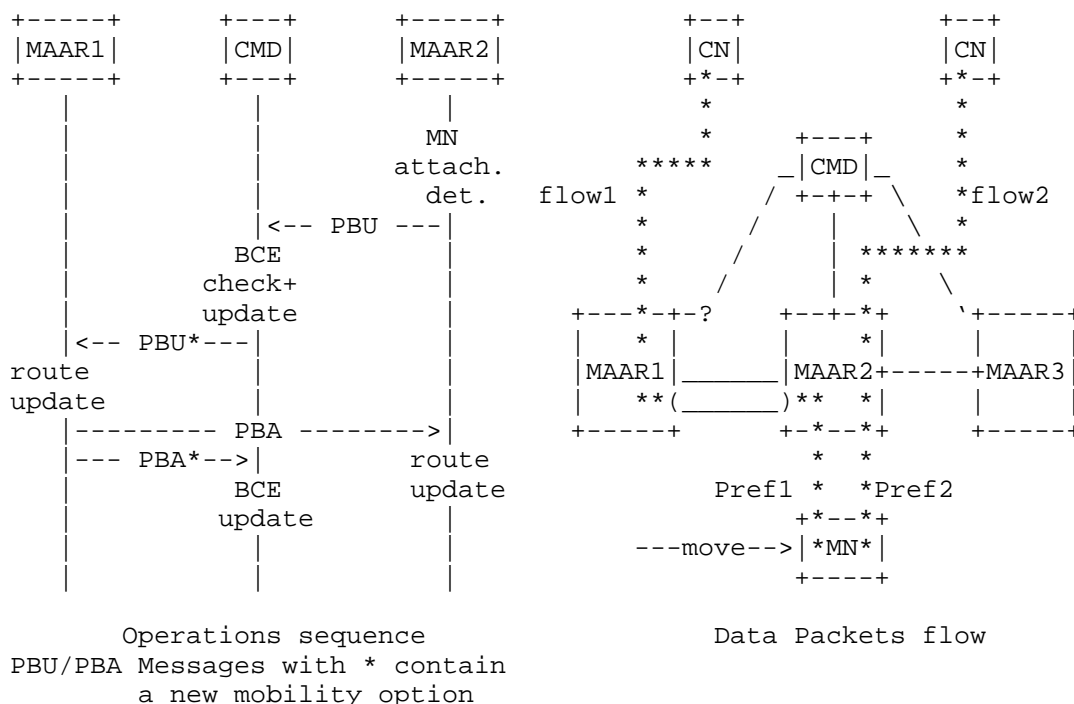 MAAR1 CMD MAAR2 CN CN
MN
attach. CMD
det. flow1 flow2
<-- PBU ---
BCE
check+
update
<-- PBU* --
route MAAR1 MAAR2 MAAR3
update
--------- PBA -------->
--- PBA*--> route
BCE update Pref1 Pref2
update
---move--> *MN*
Operations sequence Data Packets flow
PBU/PBA Messages with * contain
a new mobility option